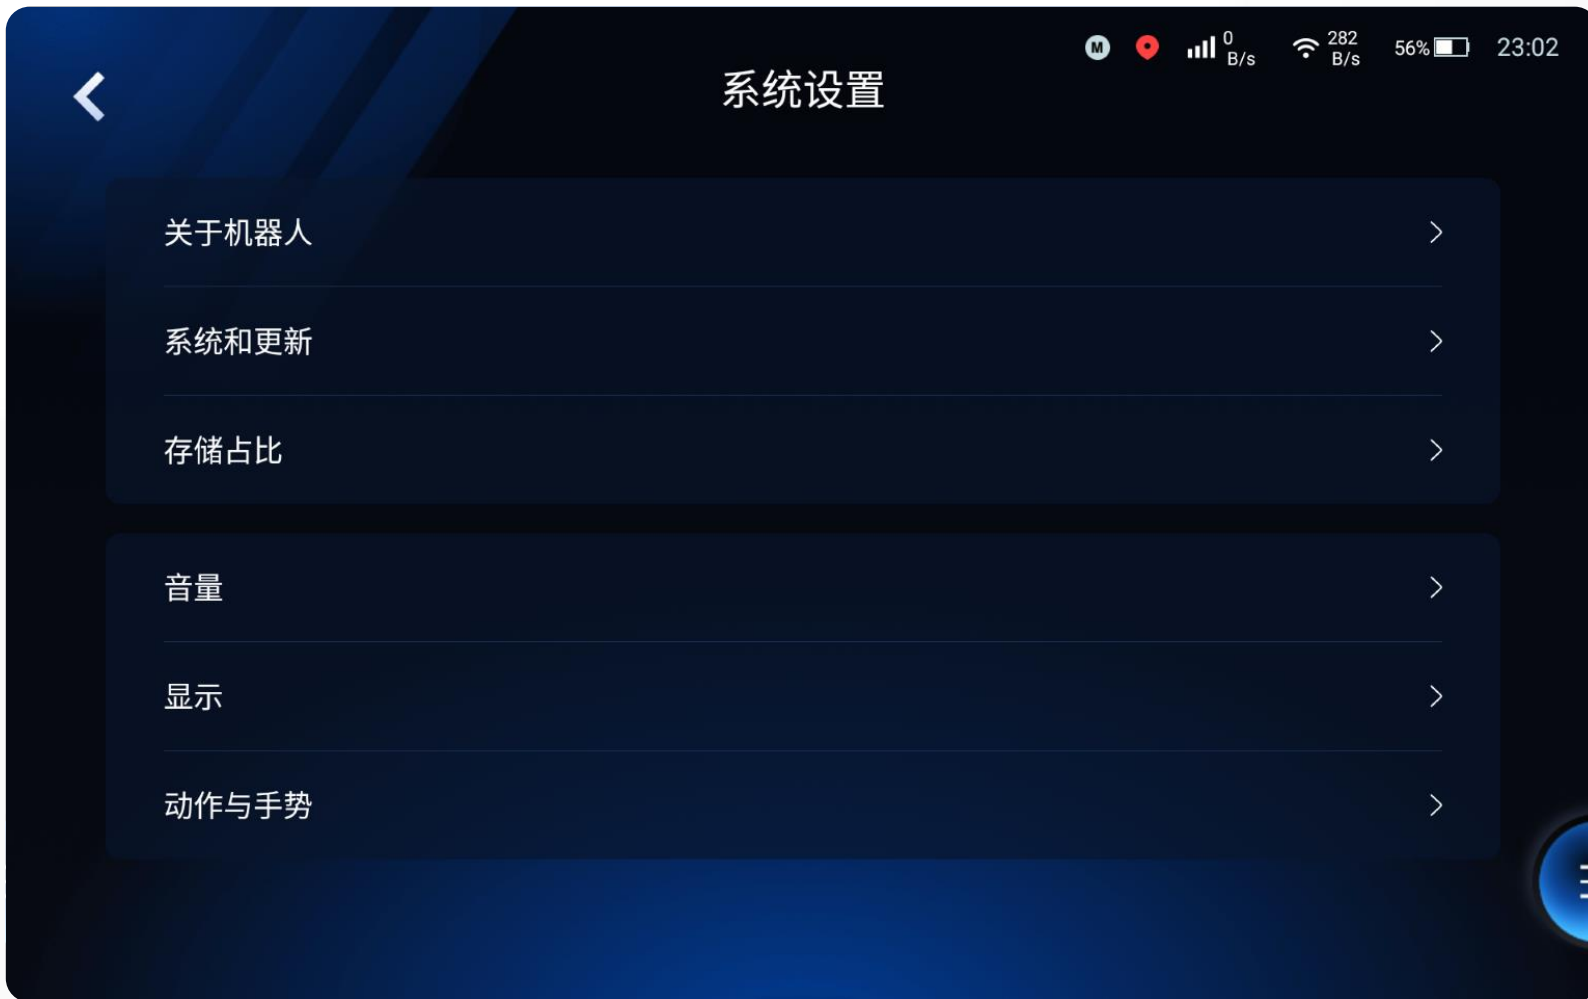 M
0
B/s
282
B/s
56%
23:02
系统设置
关于机器人
系统和更新
存储占比
音量
显示
动作与手势